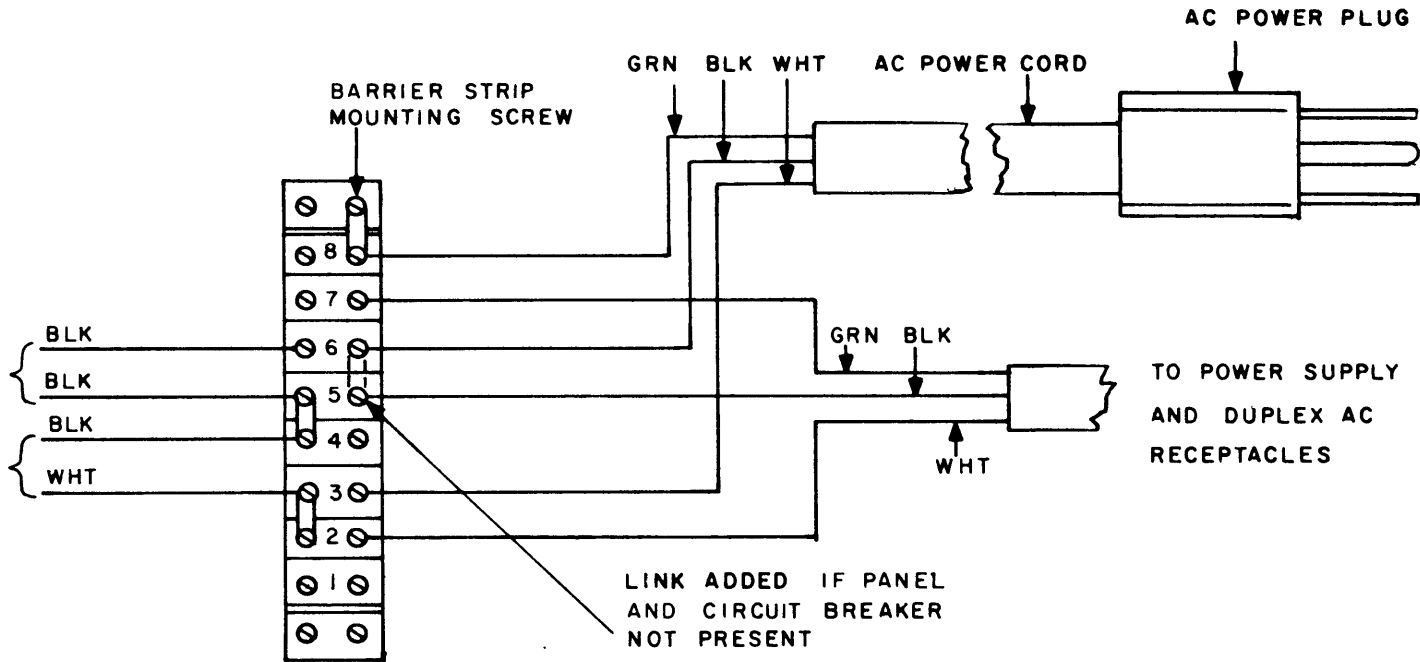 AC POWER PLUG
GRN BLK WHT
AC POWER CORD
BARRIER STRIP
MOUNTING SCREW
8
7
BLK
6
GRN BLK
BLK
5
TO POWER SUPPLY
AND DUPLEX AC
RECEPTACLES
BLK
4
WHT
WHT
3
2
1
LINK ADDED IF PANEL
AND CIRCUIT BREAKER
NOT PRESENT